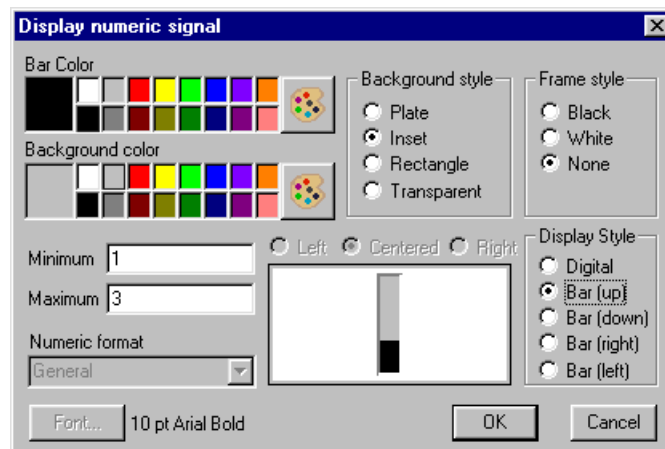 Display numeric signal
Bar Color
Background color
Background style
Plate
Inset
Rectangle
Transparent
Frame style
Black
White
None
Minimum 1
Maximum 3
Numeric format
General
Left Centered Right
Display Style
Digital
Bar (up)
Bar (down)
Bar (right)
Bar (left)
Font... 10 pt Arial Bold
OK Cancel